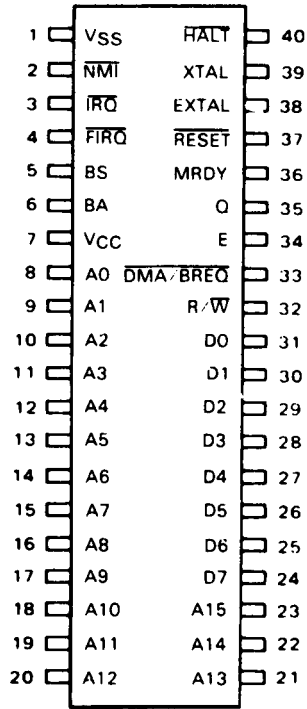 1 VSS HALT 40
2 NMI XTAL 39
3 IRQ EXTAL 38
4 FIRQ RESET 37
5 BS MRDY 36
6 BA Q 35
7 VCC E 34
8 A0 DMA/BREQ 33
9 A1 R/W 32
10 A2 D0 31
11 A3 D1 30
12 A4 D2 29
13 A5 D3 28
14 A6 D4 27
15 A7 D5 26
16 A8 D6 25
17 A9 D7 24
18 A10 A15 23
19 A11 A14 22
20 A12 A13 21